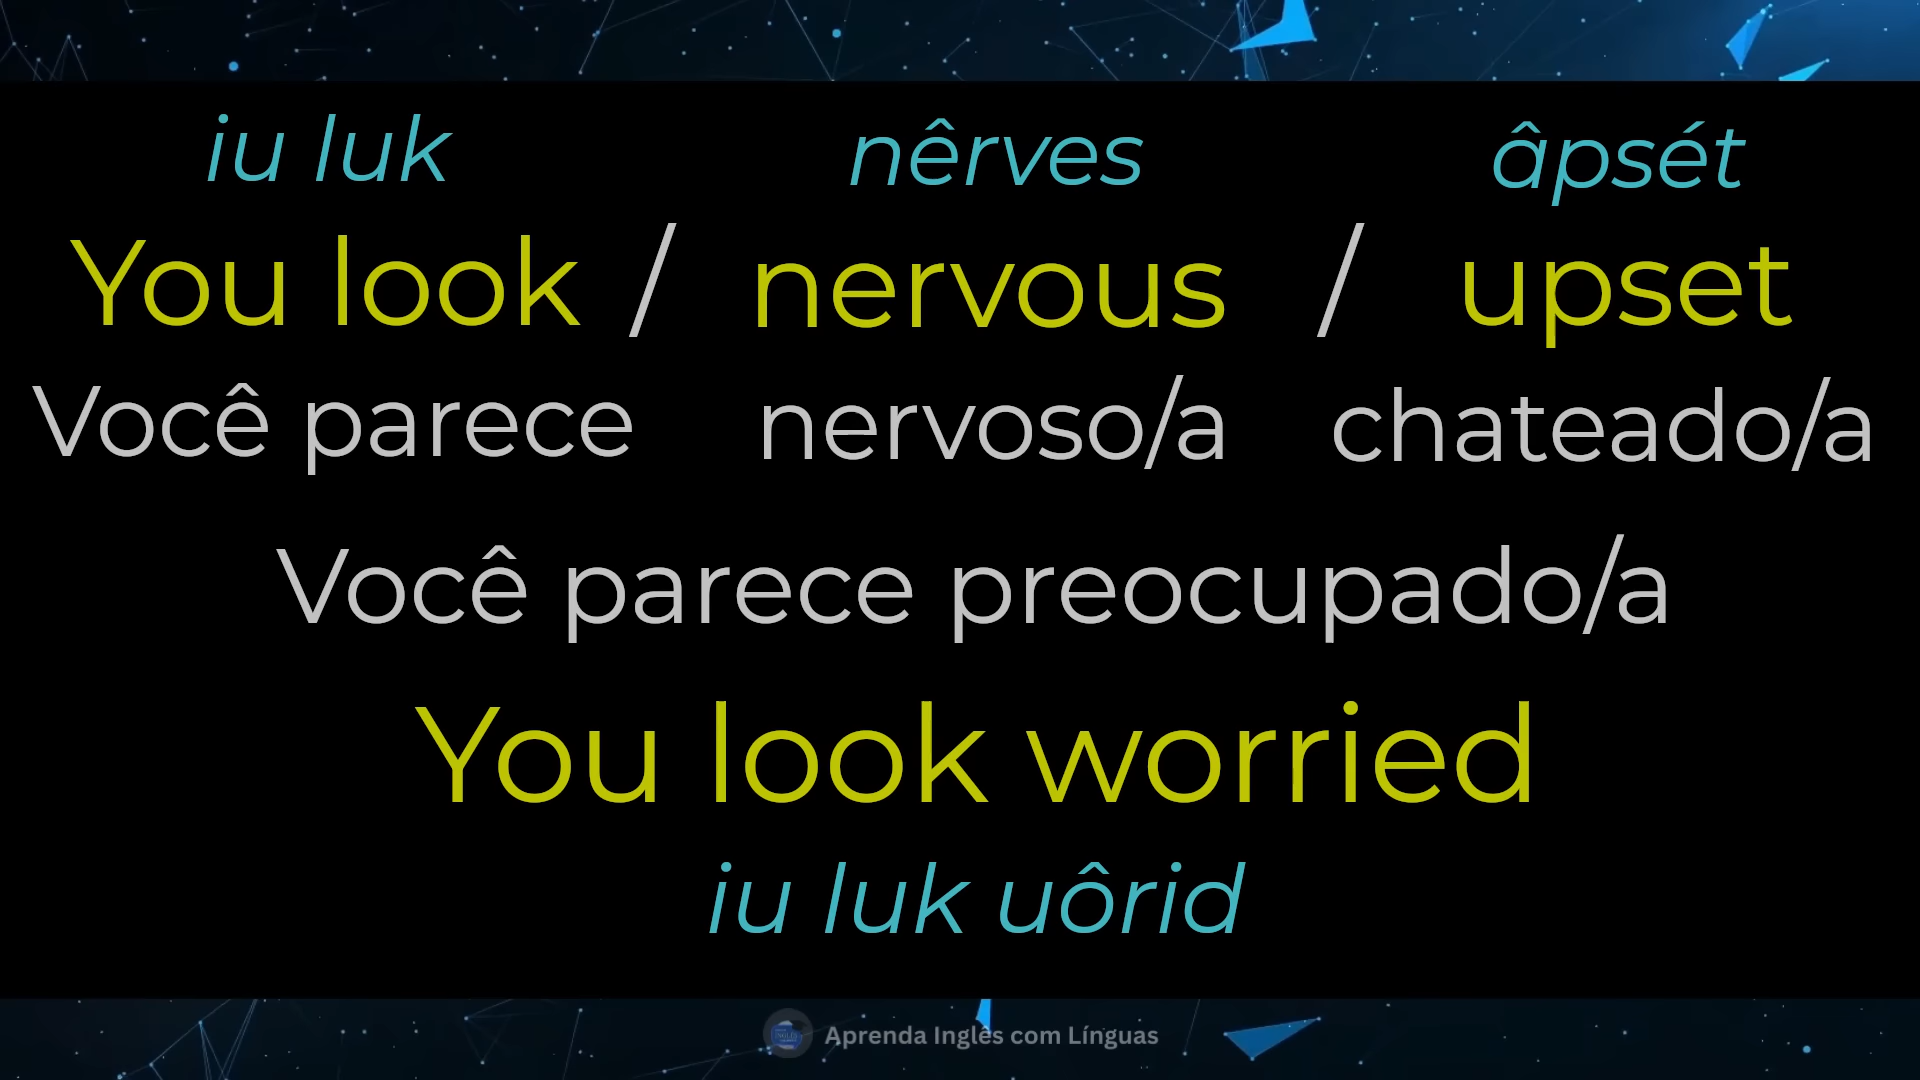 iu luk nêrves âpsét
You look / nervous / upset
Você parece nervoso/a chateado/a
Você parece preocupado/a
You look worried
iu luk uôrid
Aprenda Inglês com Línguas